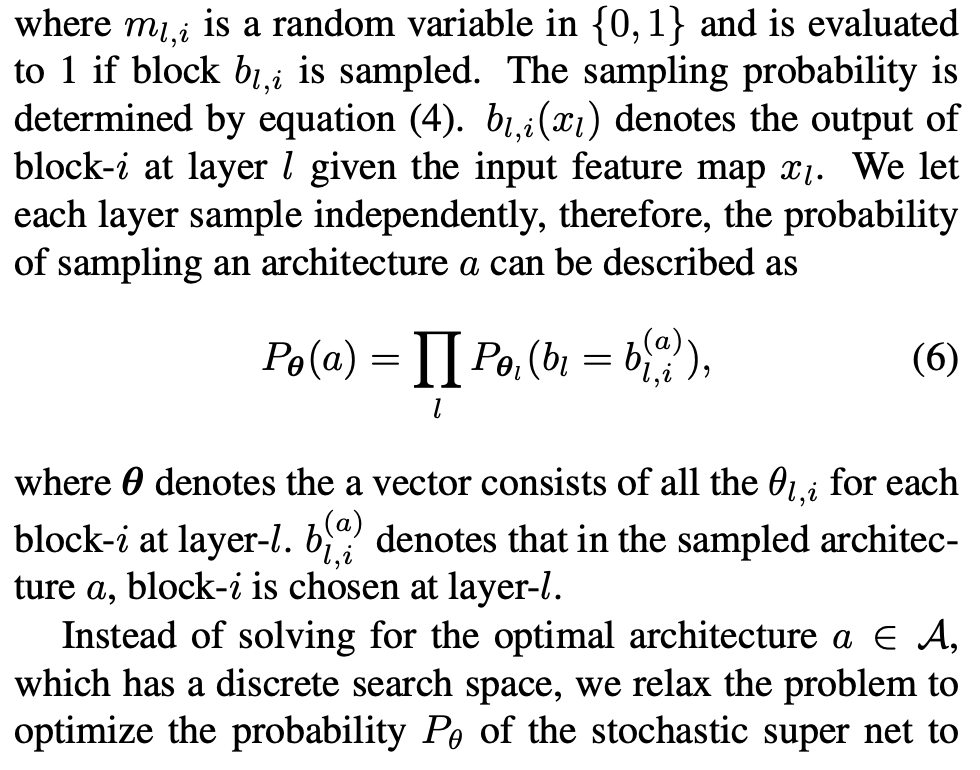 where $m_{l,i}$ is a random variable in $\{0, 1\}$ and is evaluated
to 1 if block $b_{l,i}$ is sampled. The sampling probability is
determined by equation (4). $b_{l,i}(x_l)$ denotes the output of
block-$i$ at layer $l$ given the input feature map $x_l$. We let
each layer sample independently, therefore, the probability
of sampling an architecture $a$ can be described as
$P_{\boldsymbol{\theta}}(a) = \prod_l P_{\boldsymbol{\theta}_l}(b_l = b_{l,i}^{(a)}),$ (6)
where $\boldsymbol{\theta}$ denotes the a vector consists of all the $\theta_{l,i}$ for each
block-$i$ at layer-$l$. $b_{l,i}^{(a)}$ denotes that in the sampled architec-
ture $a$, block-$i$ is chosen at layer-$l$.
Instead of solving for the optimal architecture $a \in \mathcal{A}$,
which has a discrete search space, we relax the problem to
optimize the probability $P_\theta$ of the stochastic super net to